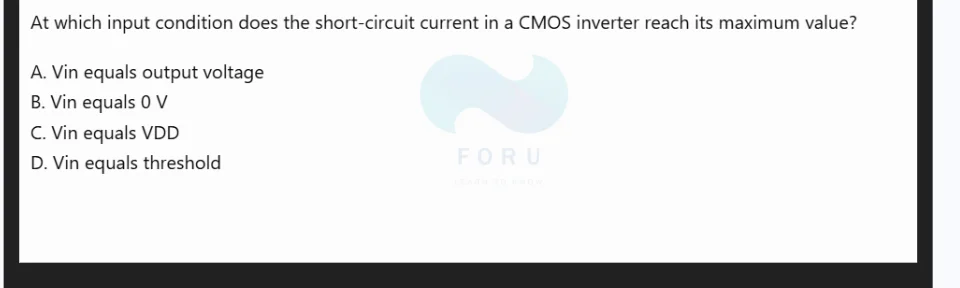 At which input condition does the short-circuit current in a CMOS inverter reach its maximum value?
A. Vin equals output voltage
B. Vin equals 0 V
C. Vin equals VDD
D. Vin equals threshold
FORU